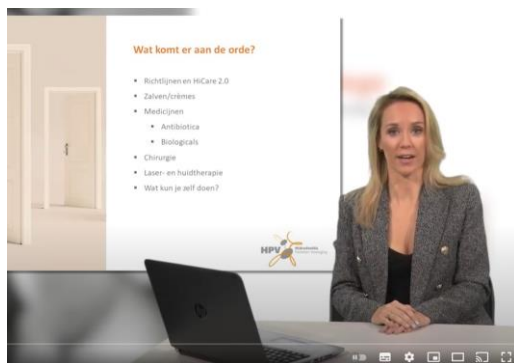 Wat komt er aan de orde?
Richtlijnen en HiCare 2.0
Zalven/crèmes
Medicijnen
Antibiotica
Biologicals
Chirurgie
Laser- en huidtherapie
Wat kun je zelf doen?
HPV
hp